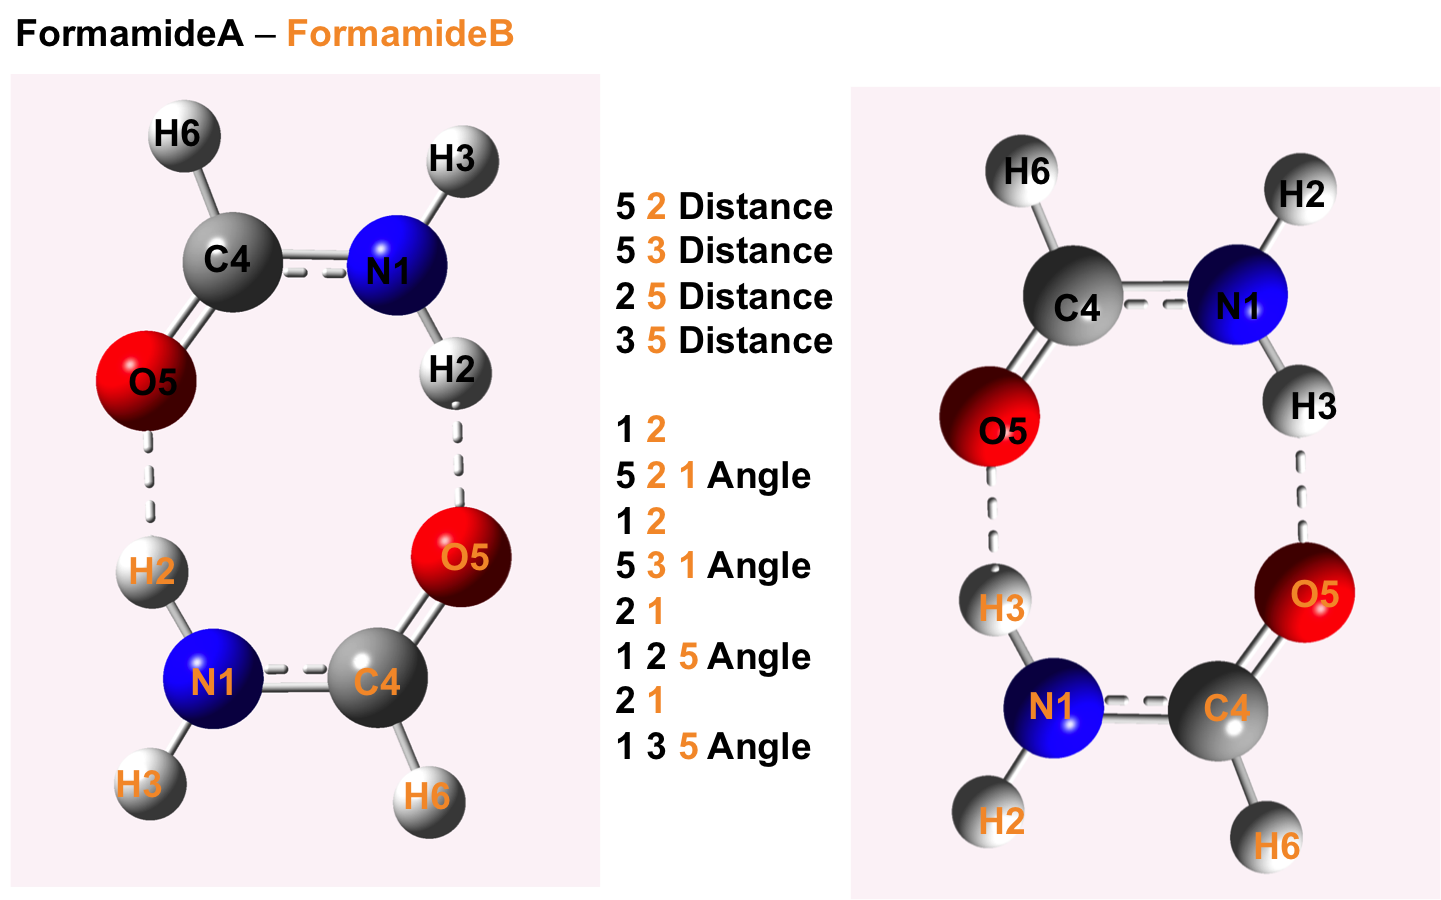 FormamideA – FormamideB
H6
H3
C4
N1
O5
H2
H2
O5
N1
C4
H3
H6
5 2 Distance
5 3 Distance
2 5 Distance
3 5 Distance
1 2
5 2 1 Angle
1 2
5 3 1 Angle
2 1
1 2 5 Angle
2 1
1 3 5 Angle
H6
H2
C4
N1
O5
H3
H3
O5
N1
C4
H2
H6